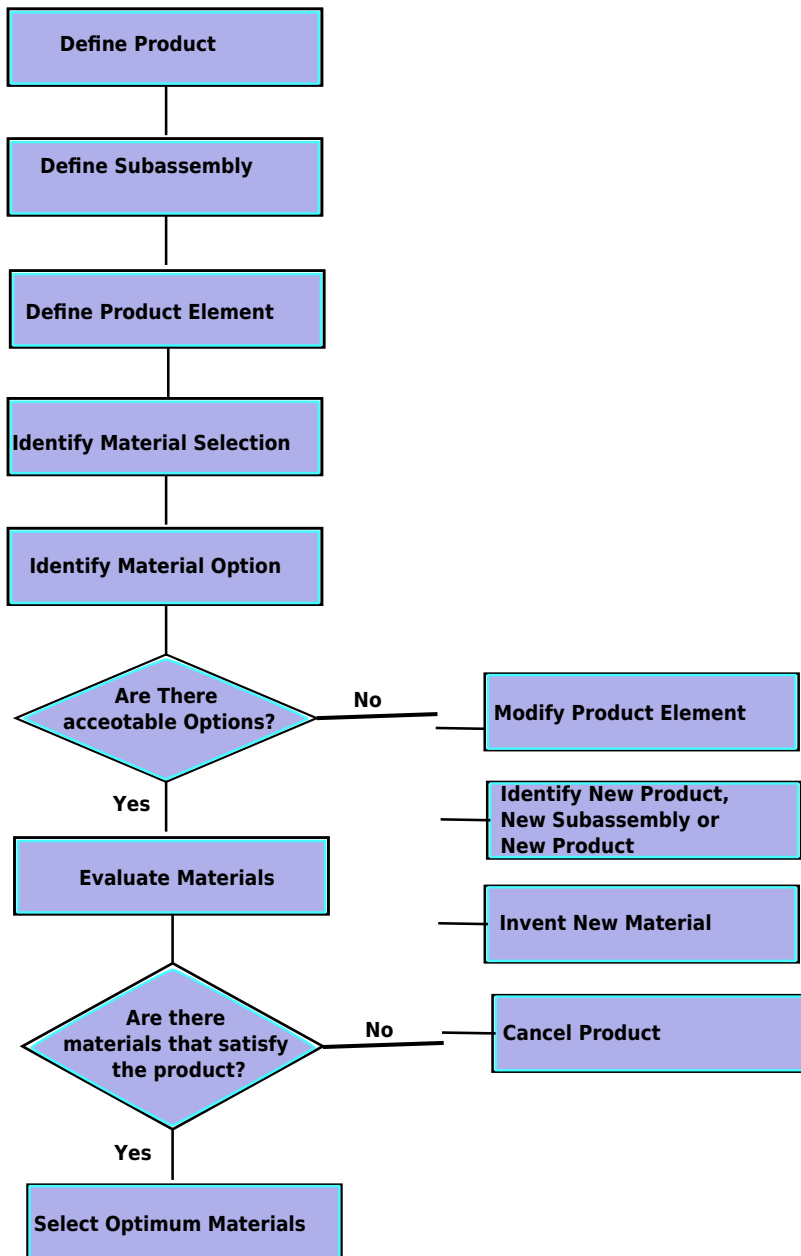 Define Product
Define Subassembly
Define Product Element
Identify Material Selection
Identify Material Option
Are There
acceotable Options?
No
Modify Product Element
Yes
Identify New Product,
New Subassembly or
New Product
Evaluate Materials
Invent New Material
Are there
materials that satisfy
the product?
No
Cancel Product
Yes
Select Optimum Materials